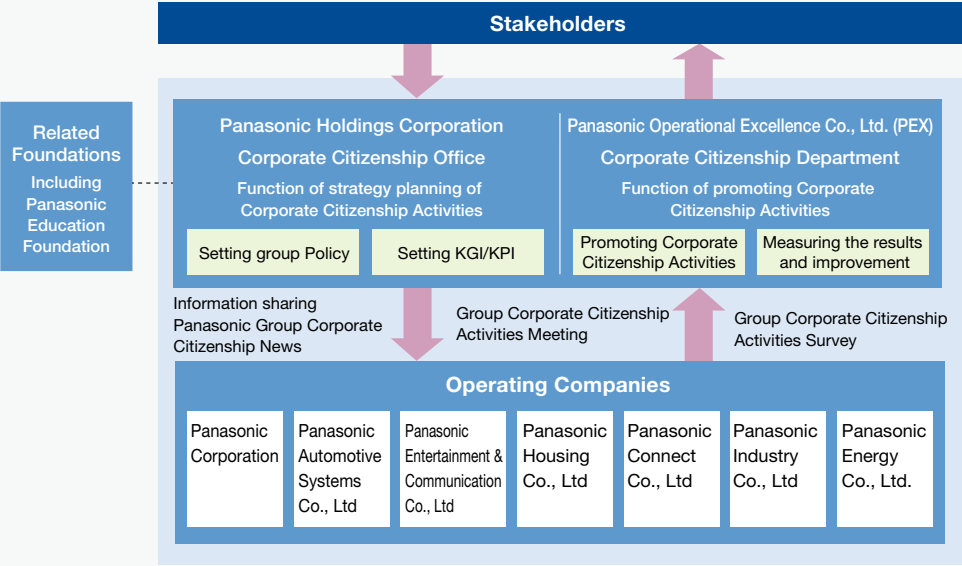 Stakeholders
Related
Foundations
Including
Panasonic
Education
Foundation
Panasonic Holdings Corporation
Corporate Citizenship Office
Function of strategy planning of
Corporate Citizenship Activities
Setting group Policy
Setting KGI/KPI
Panasonic Operational Excellence Co., Ltd. (PEX)
Corporate Citizenship Department
Function of promoting Corporate
Citizenship Activities
Promoting Corporate
Citizenship Activities
Measuring the results
and improvement
Information sharing
Panasonic Group Corporate
Citizenship News
Group Corporate Citizenship
Activities Meeting
Group Corporate Citizenship
Activities Survey
Operating Companies
Panasonic
Corporation
Panasonic
Automotive
Systems
Co., Ltd
Panasonic
Entertainment &
Communication
Co., Ltd
Panasonic
Housing
Co., Ltd
Panasonic
Connect
Co., Ltd
Panasonic
Industry
Co., Ltd
Panasonic
Energy
Co., Ltd.